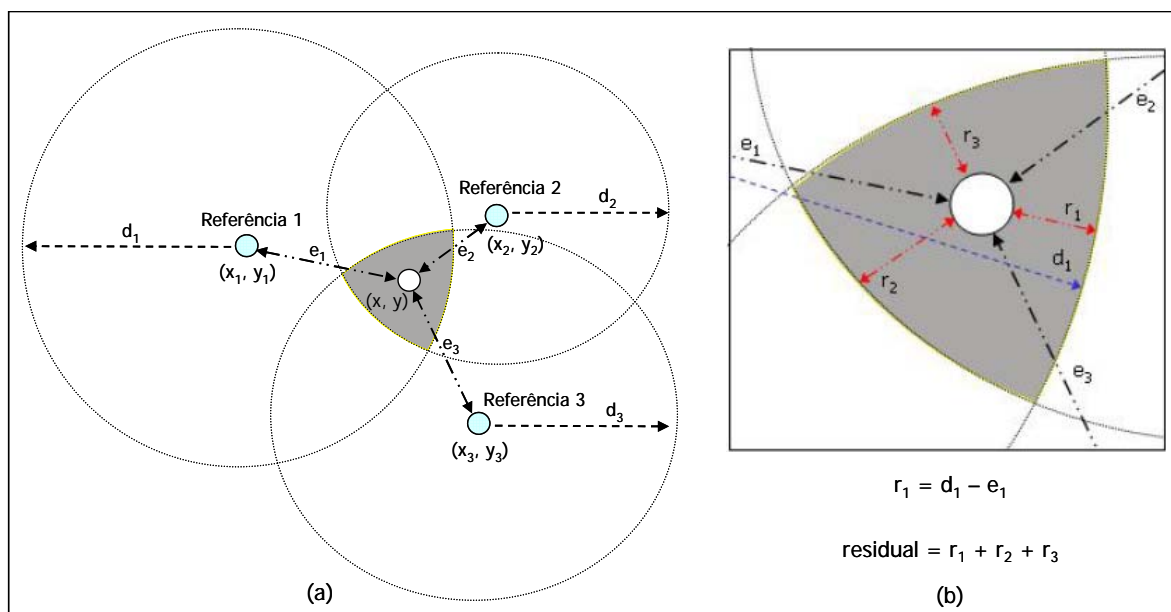 Referência 1
d₁
(x₁, y₁)
e₁
Referência 2
d₂
(x₂, y₂)
e₂
(x, y)
e₃
Referência 3
d₃
(x₃, y₃)
(a)
e₂
r₃
e₁
r₁
d₁
r₂
e₃
r₁ = d₁ – e₁
residual = r₁ + r₂ + r₃
(b)